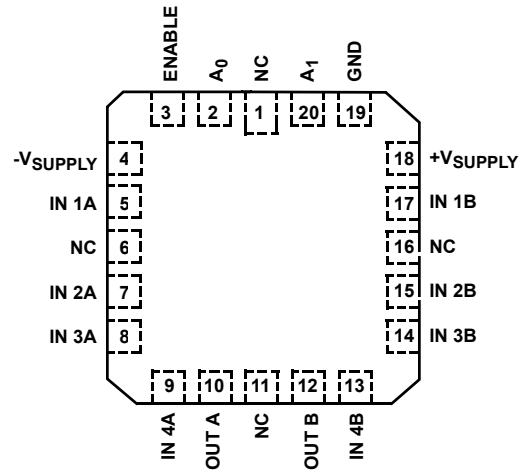 ENABLE
A0
NC
A1
GND
3
2
1
20
19
-VSUPPLY
4
18
+VSUPPLY
IN 1A
5
17
IN 1B
NC
6
16
NC
IN 2A
7
15
IN 2B
IN 3A
8
14
IN 3B
9
10
11
12
13
IN 4A
OUT A
NC
OUT B
IN 4B